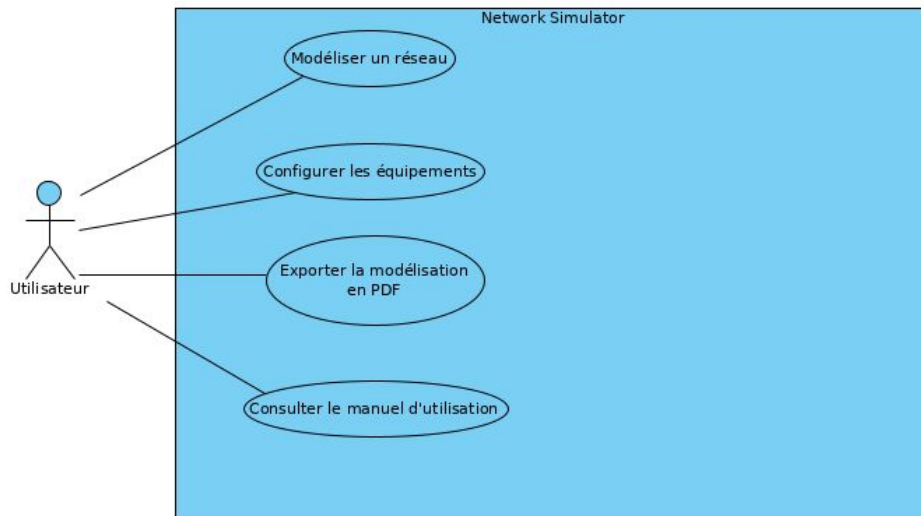 Network Simulator
Modéliser un réseau
Configurer les équipements
Exporter la modélisation
en PDF
Utilisateur
Consulter le manuel d'utilisation